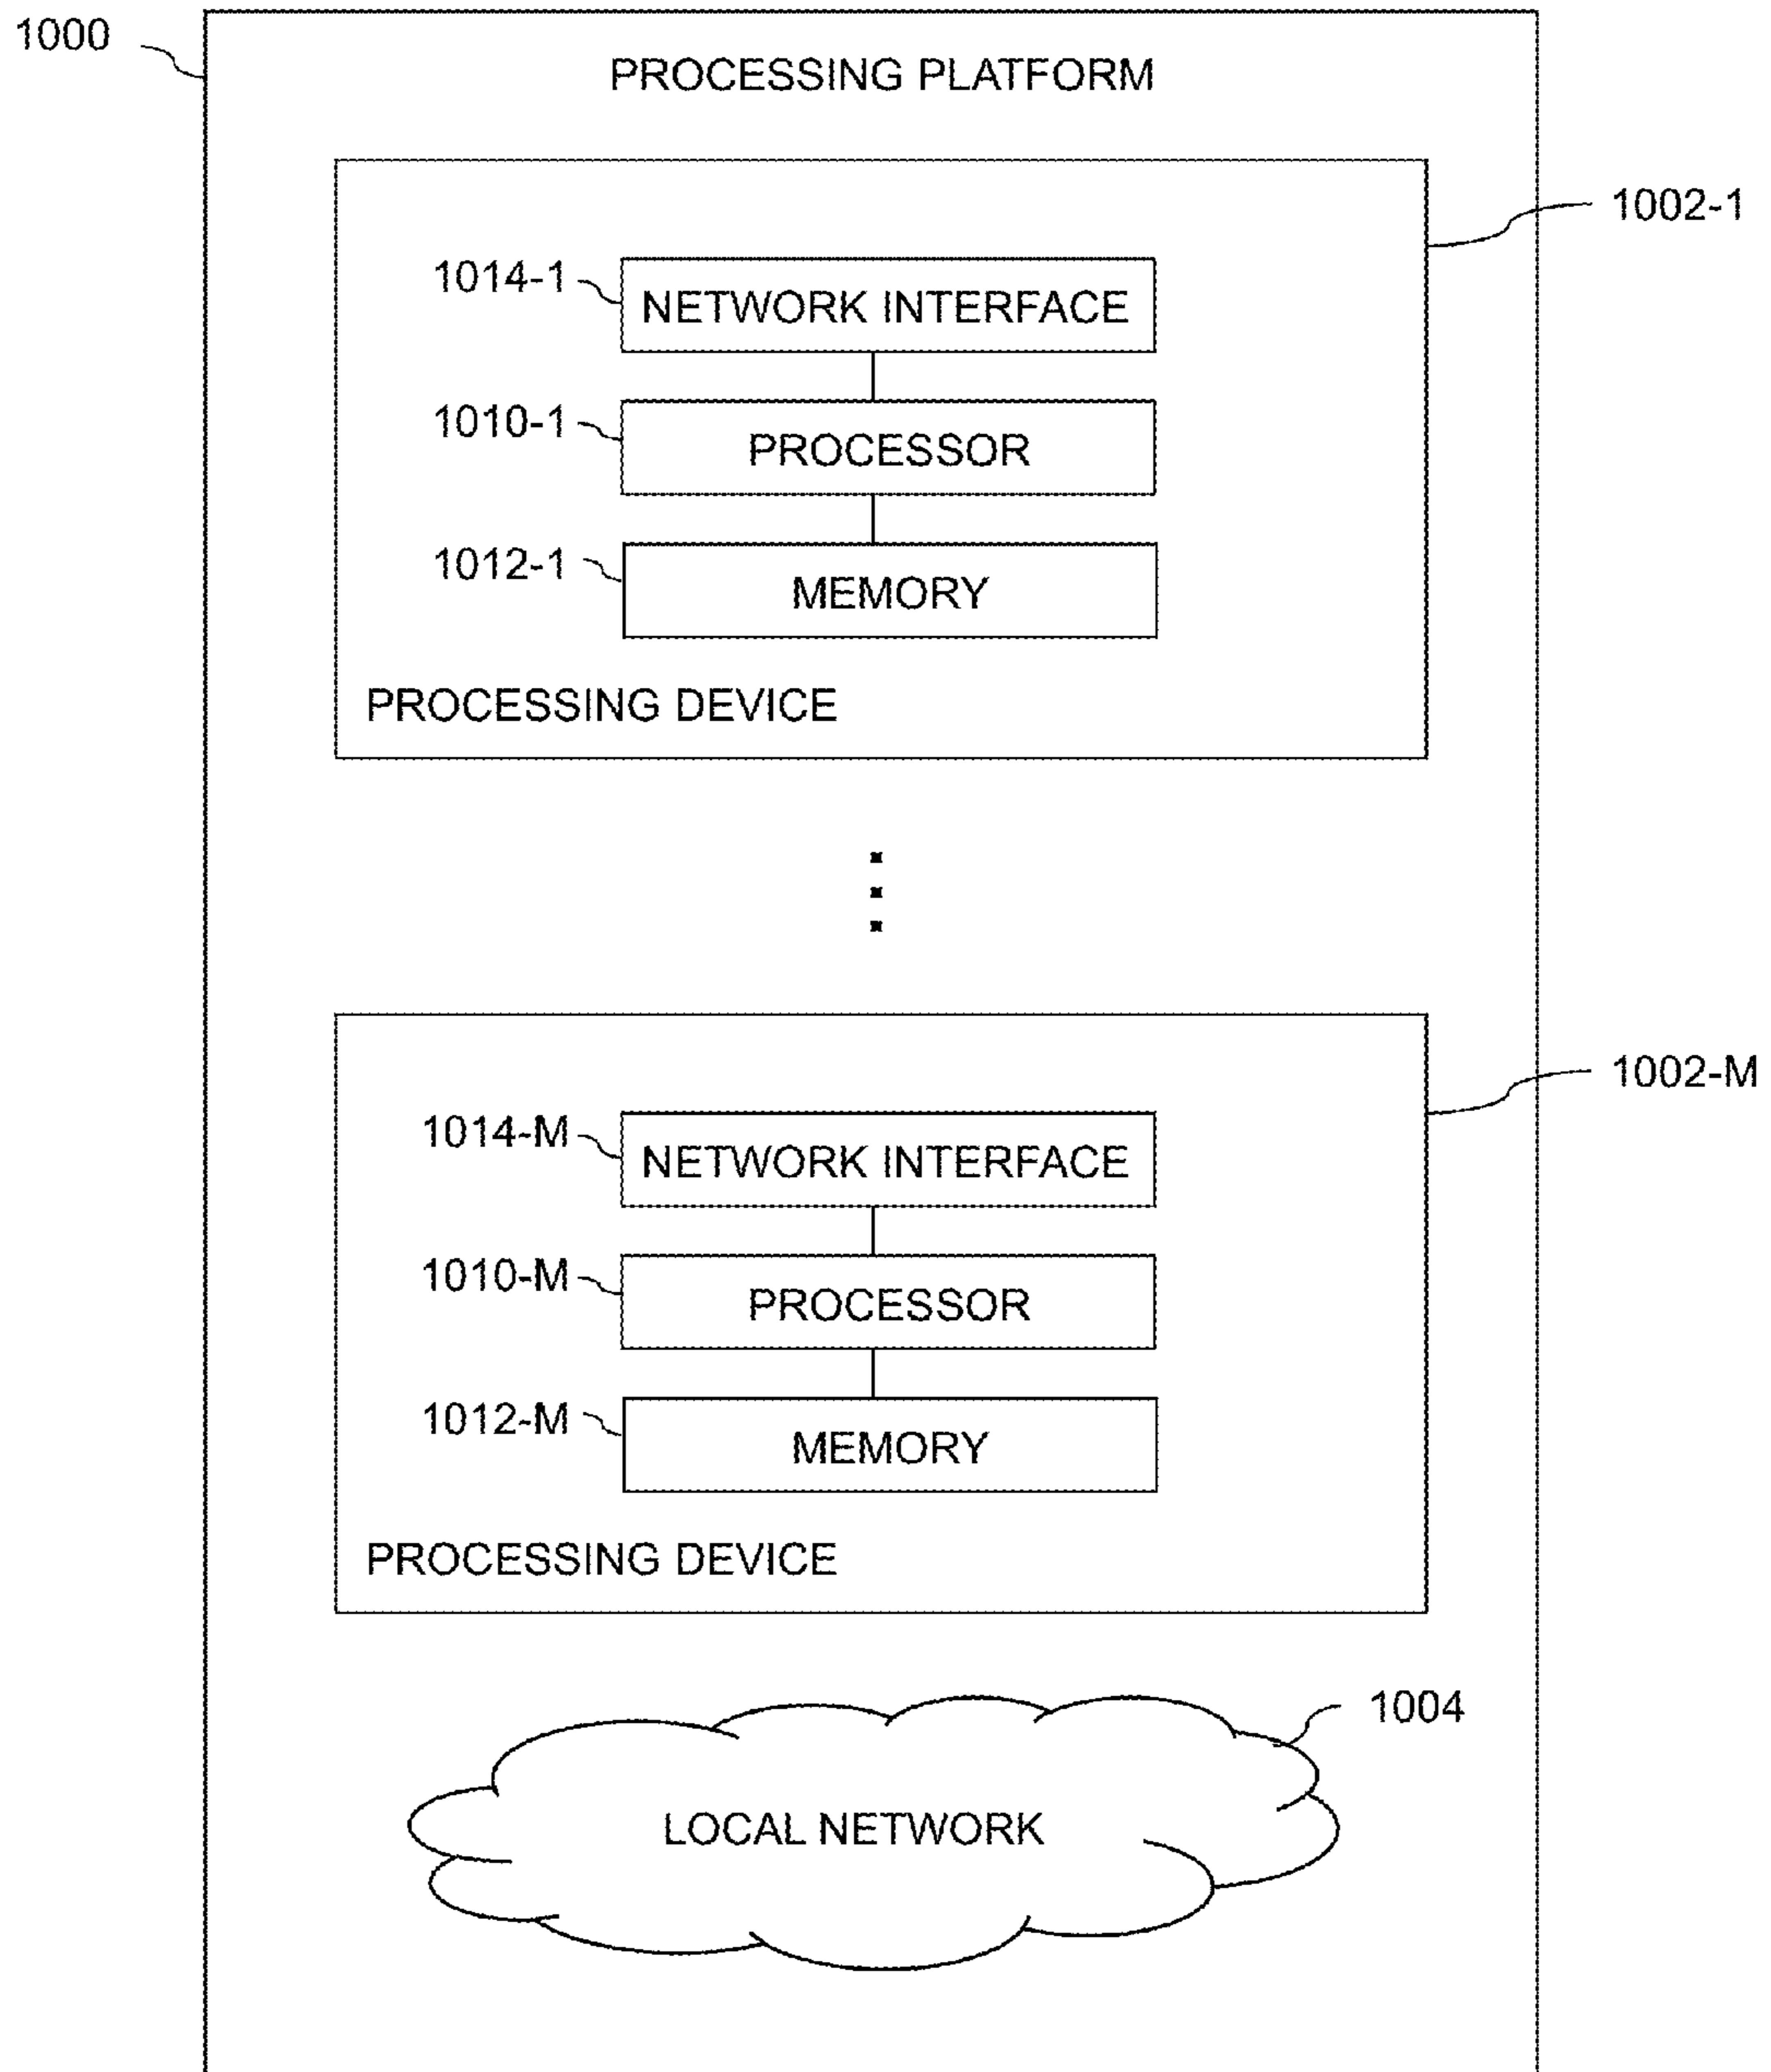 1000
PROCESSING PLATFORM
1002-1
1014-1
NETWORK INTERFACE
1010-1
PROCESSOR
1012-1
MEMORY
PROCESSING DEVICE
1002-M
1014-M
NETWORK INTERFACE
1010-M
PROCESSOR
1012-M
MEMORY
PROCESSING DEVICE
1004
LOCAL NETWORK